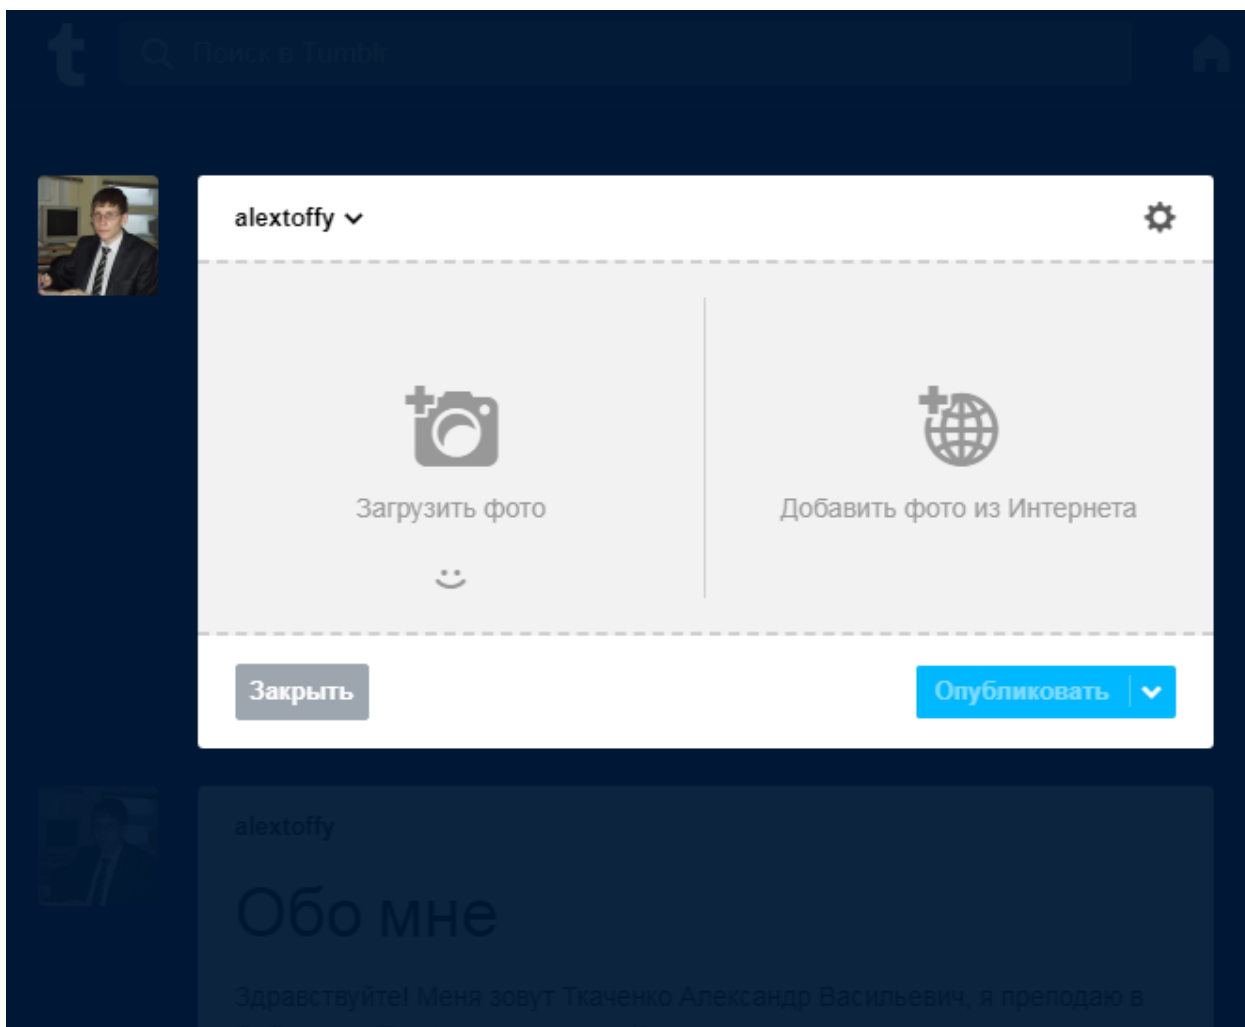 t
Поиск в Tumblr
alextoffy
Загрузить фото
Добавить фото из Интернета
Закрыть
Опубликовать
alextoffy
Обо мне
Здравствуйте! Меня зовут Ткаченко Александр Васильевич, я преподаю в